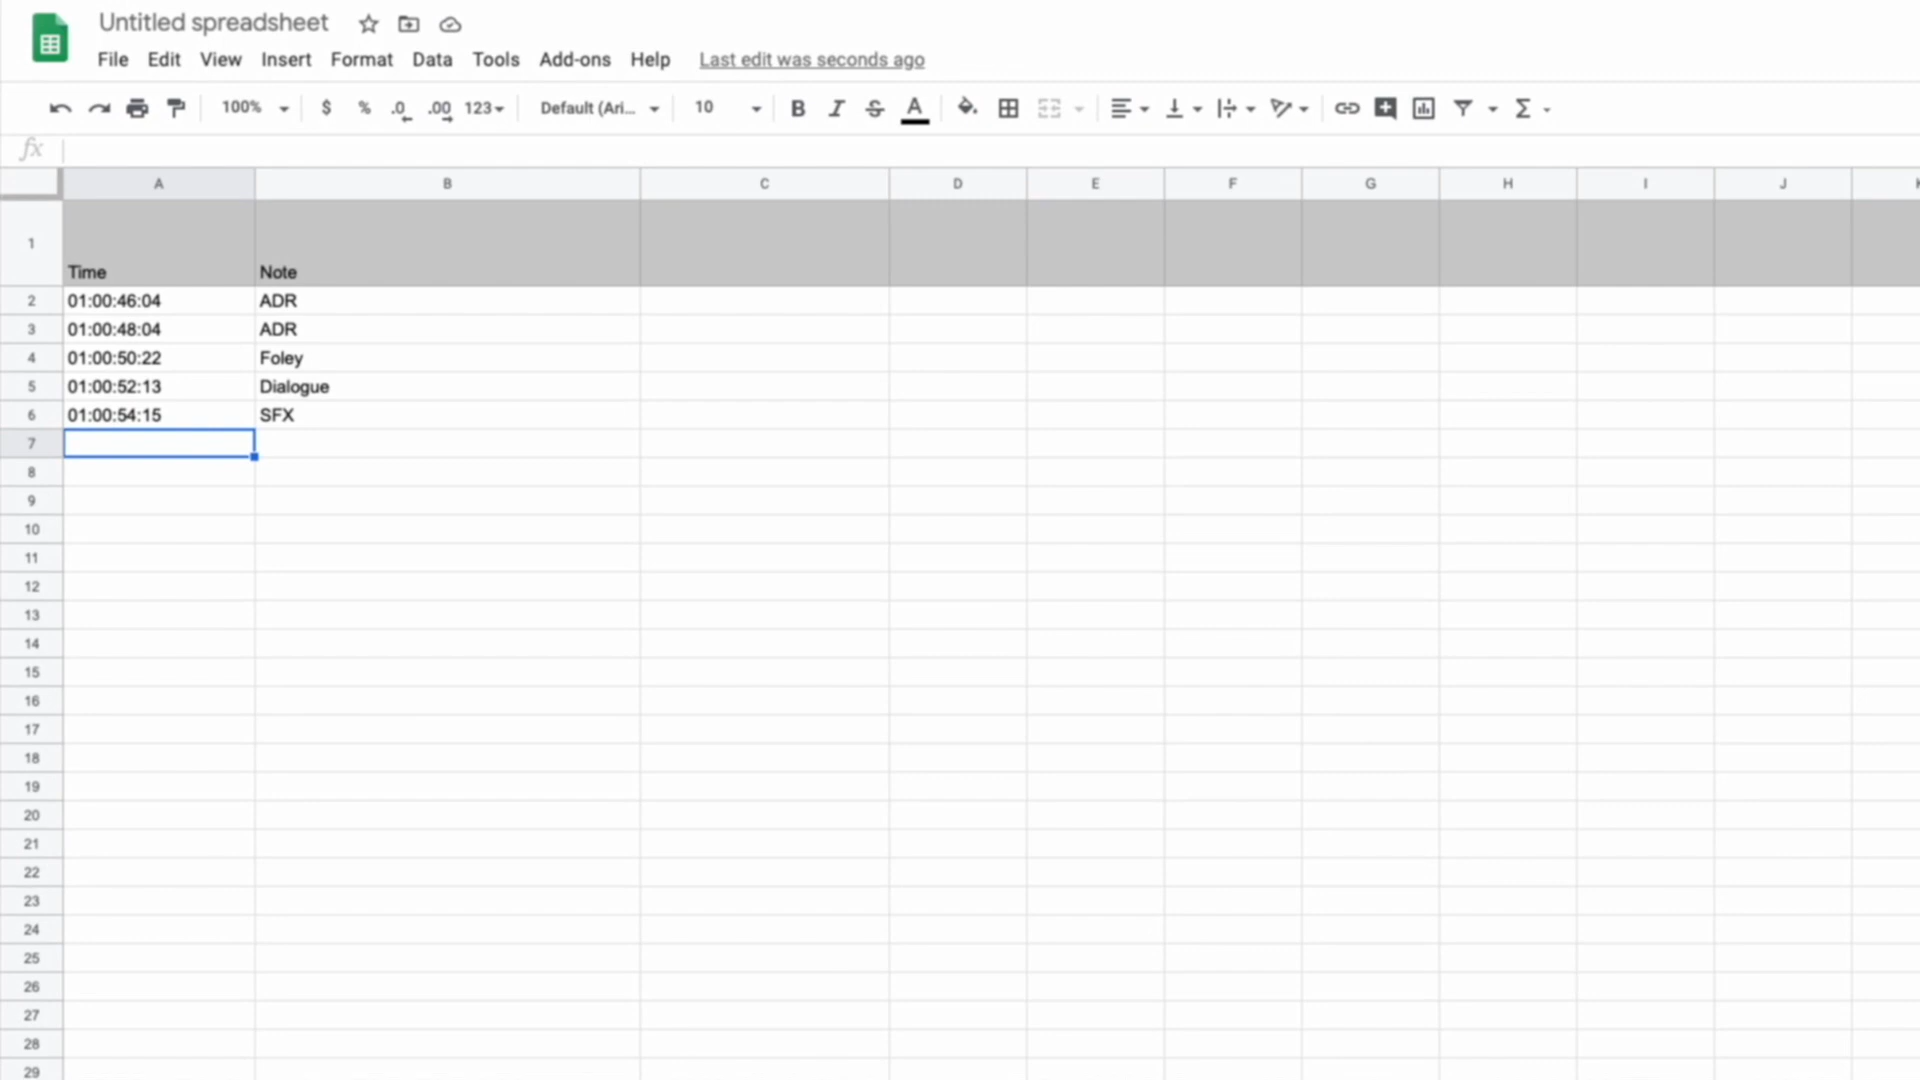 Untitled spreadsheet
File Edit View Insert Format Data Tools Add-ons Help Last edit was seconds ago
100% $ % .0 .00 123 Default (Ari... 10 B I S A Σ
fx
A B C D E F G H I J
1 Time Note
2 01:00:46:04 ADR
3 01:00:48:04 ADR
4 01:00:50:22 Foley
5 01:00:52:13 Dialogue
6 01:00:54:15 SFX
7
8
9
10
11
12
13
14
15
16
17
18
19
20
21
22
23
24
25
26
27
28
29